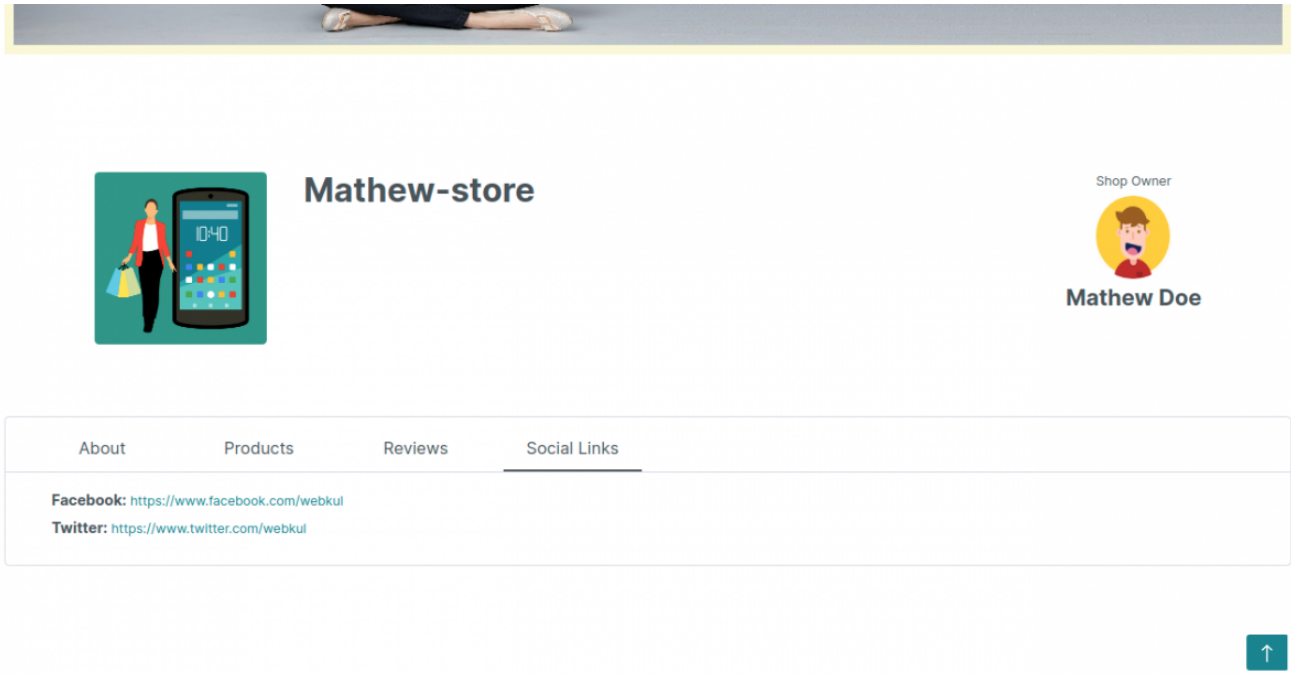 Mathew-store
10:40
Shop Owner
Mathew Doe
About Products Reviews Social Links
Facebook: https://www.facebook.com/webkul
Twitter: https://www.twitter.com/webkul